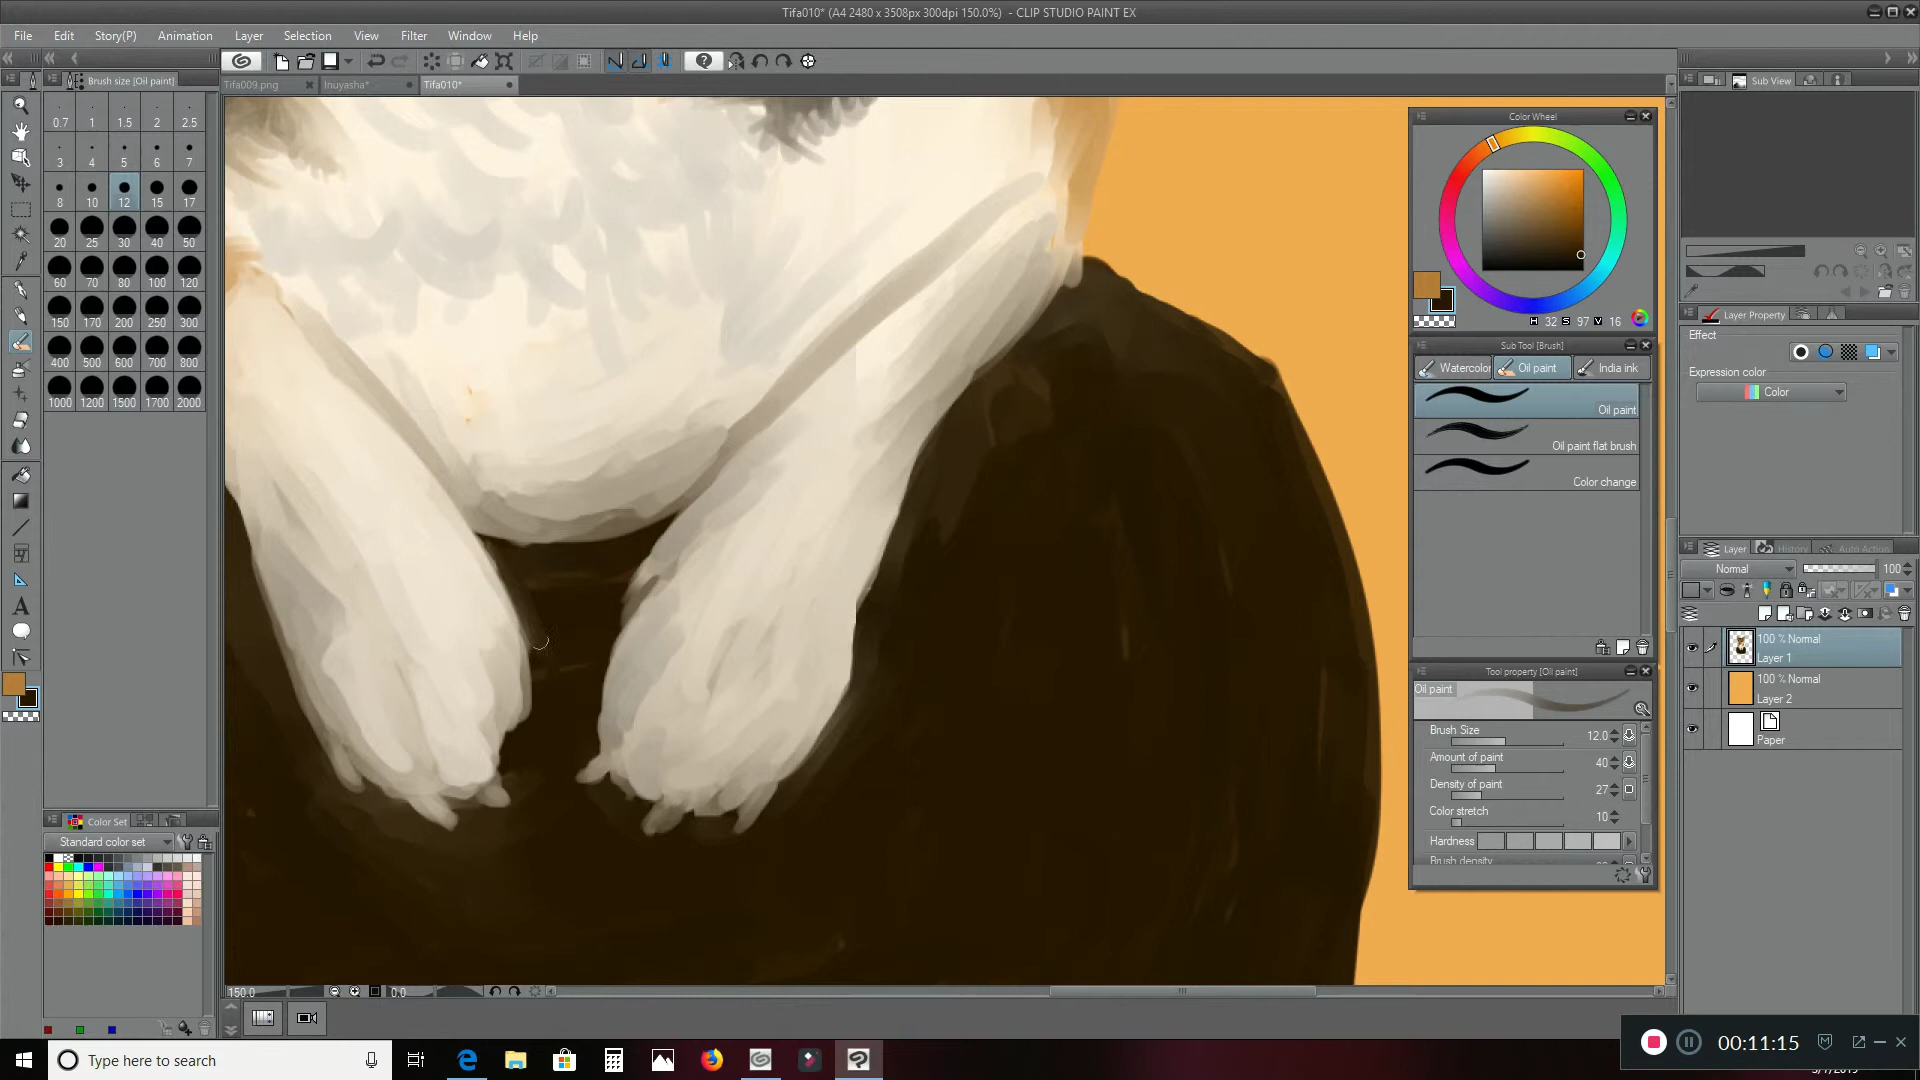 Tifa010* (A4 2480 x 3508px 300dpi 150.0%) - CLIP STUDIO PAINT EX
File Edit Story(P) Animation Layer Selection View Filter Window Help
Brush size [Oil paint]
Tifa009.png Inuyasha* Tifa010*
0.7 1 1.5 2 2.5
3 4 5 6 7
8 10 12 15 17
20 25 30 40 50
60 70 80 100 120
150 170 200 250 300
400 500 600 700 800
1000 1200 1500 1700 2000
Color Set
Standard color set
150.0 0.0
Color Wheel
H 32 S 97 V 16
Sub Tool [Brush]
Watercolor Oil paint India ink
Oil paint
Oil paint flat brush
Color change
Tool property [Oil paint]
Oil paint
Brush Size 12.0
Amount of paint 40
Density of paint 27
Color stretch 10
Hardness
Brush density
Sub View
Layer Property
Effect
Expression color
Color
Layer History Auto Action
Normal 100
100 % Normal
Layer 1
100 % Normal
Layer 2
Paper
Type here to search
00:11:15